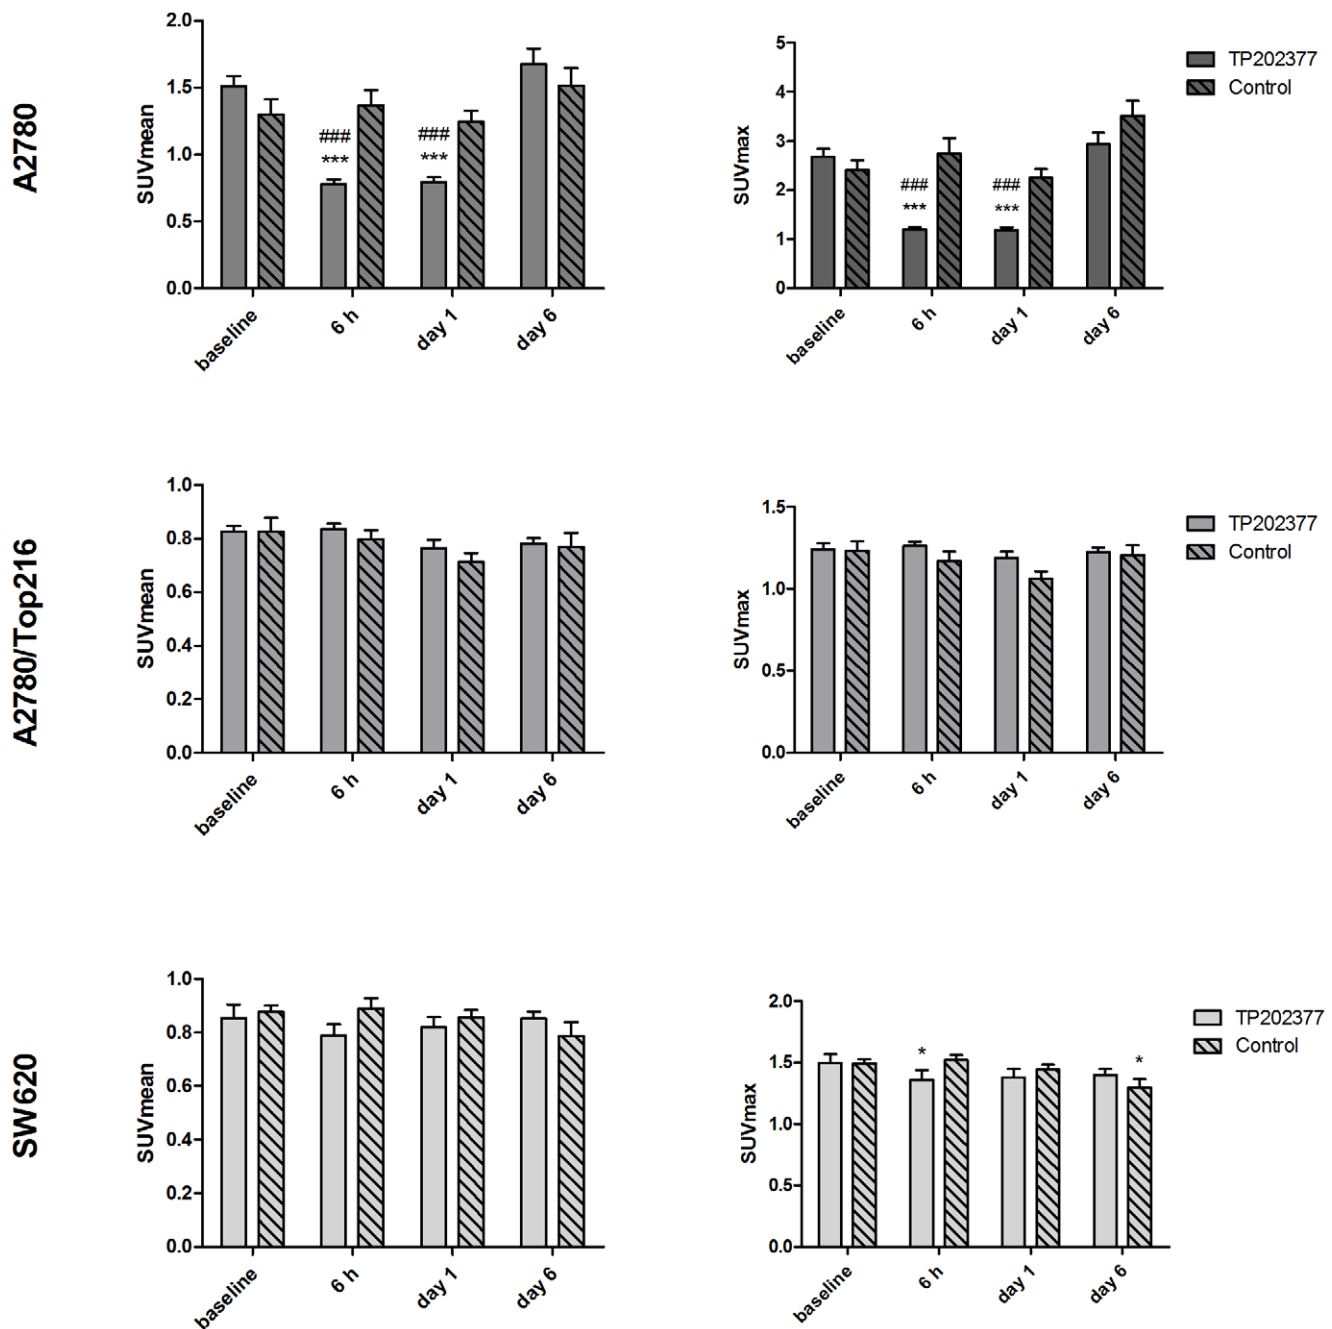 A2780
SUVmean
2.0
1.5
1.0
0.5
0.0
###
***
###
***
baseline
6 h
day 1
day 6
SUVmax
5
4
3
2
1
0
###
***
###
***
baseline
6 h
day 1
day 6
TP202377
Control
A2780/Top216
SUVmean
1.0
0.8
0.6
0.4
0.2
0.0
baseline
6 h
day 1
day 6
SUVmax
1.5
1.0
0.5
0.0
baseline
6 h
day 1
day 6
TP202377
Control
SW620
SUVmean
1.0
0.8
0.6
0.4
0.2
0.0
baseline
6 h
day 1
day 6
SUVmax
2.0
1.5
1.0
0.5
0.0
*
*
baseline
6 h
day 1
day 6
TP202377
Control